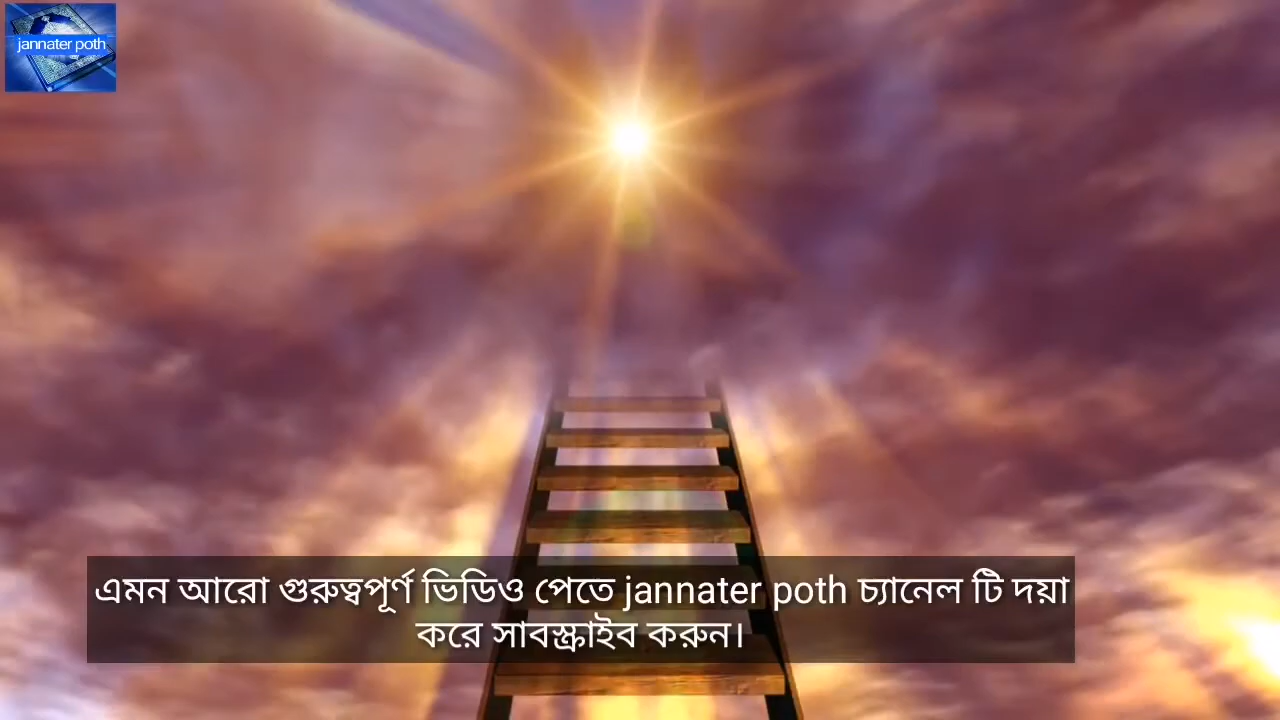 jannater poth
এমন আরো গুরুত্বপূর্ণ ভিডিও পেতে jannater poth চ্যানেল টি দয়া
করে সাবস্ক্রাইব করুন।